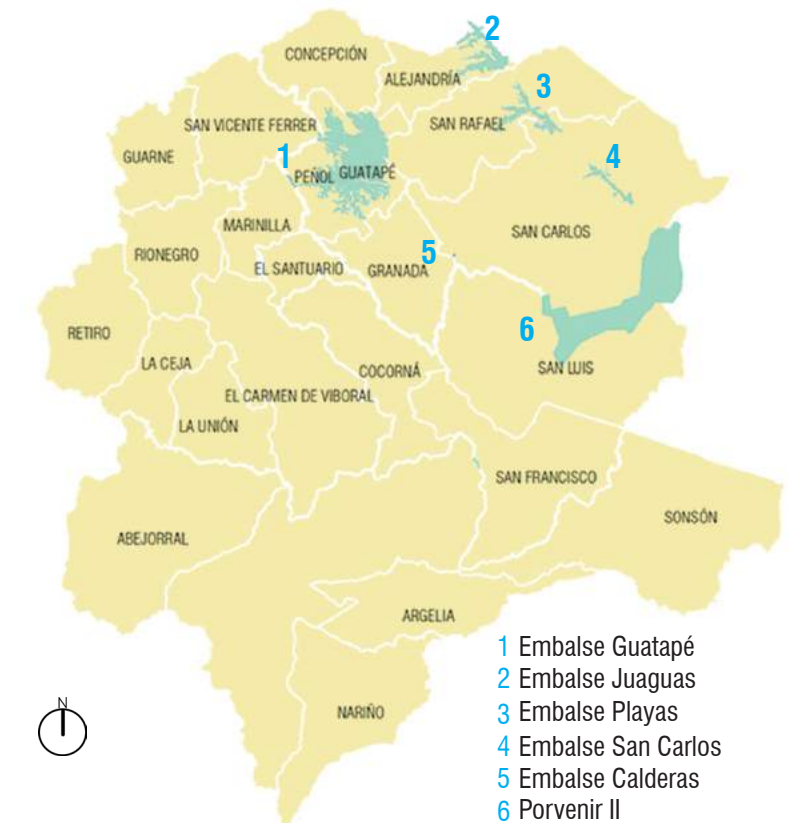 2
CONCEPCIÓN
ALEJANDRÍA
3
SAN VICENTE FERRER
SAN RAFAEL
GUARNE
1
4
PEÑOL
GUATAPÉ
MARINILLA
SAN CARLOS
RIONEGRO
5
EL SANTUARIO
GRANADA
RETIRO
6
LA CEJA
COCORNÁ
SAN LUIS
EL CARMEN DE VIBORAL
LA UNIÓN
SAN FRANCISCO
SONSÓN
ABEJORRAL
ARGELIA
NARIÑO
N
1 Embalse Guatapé
2 Embalse Juaguas
3 Embalse Playas
4 Embalse San Carlos
5 Embalse Calderas
6 Porvenir II